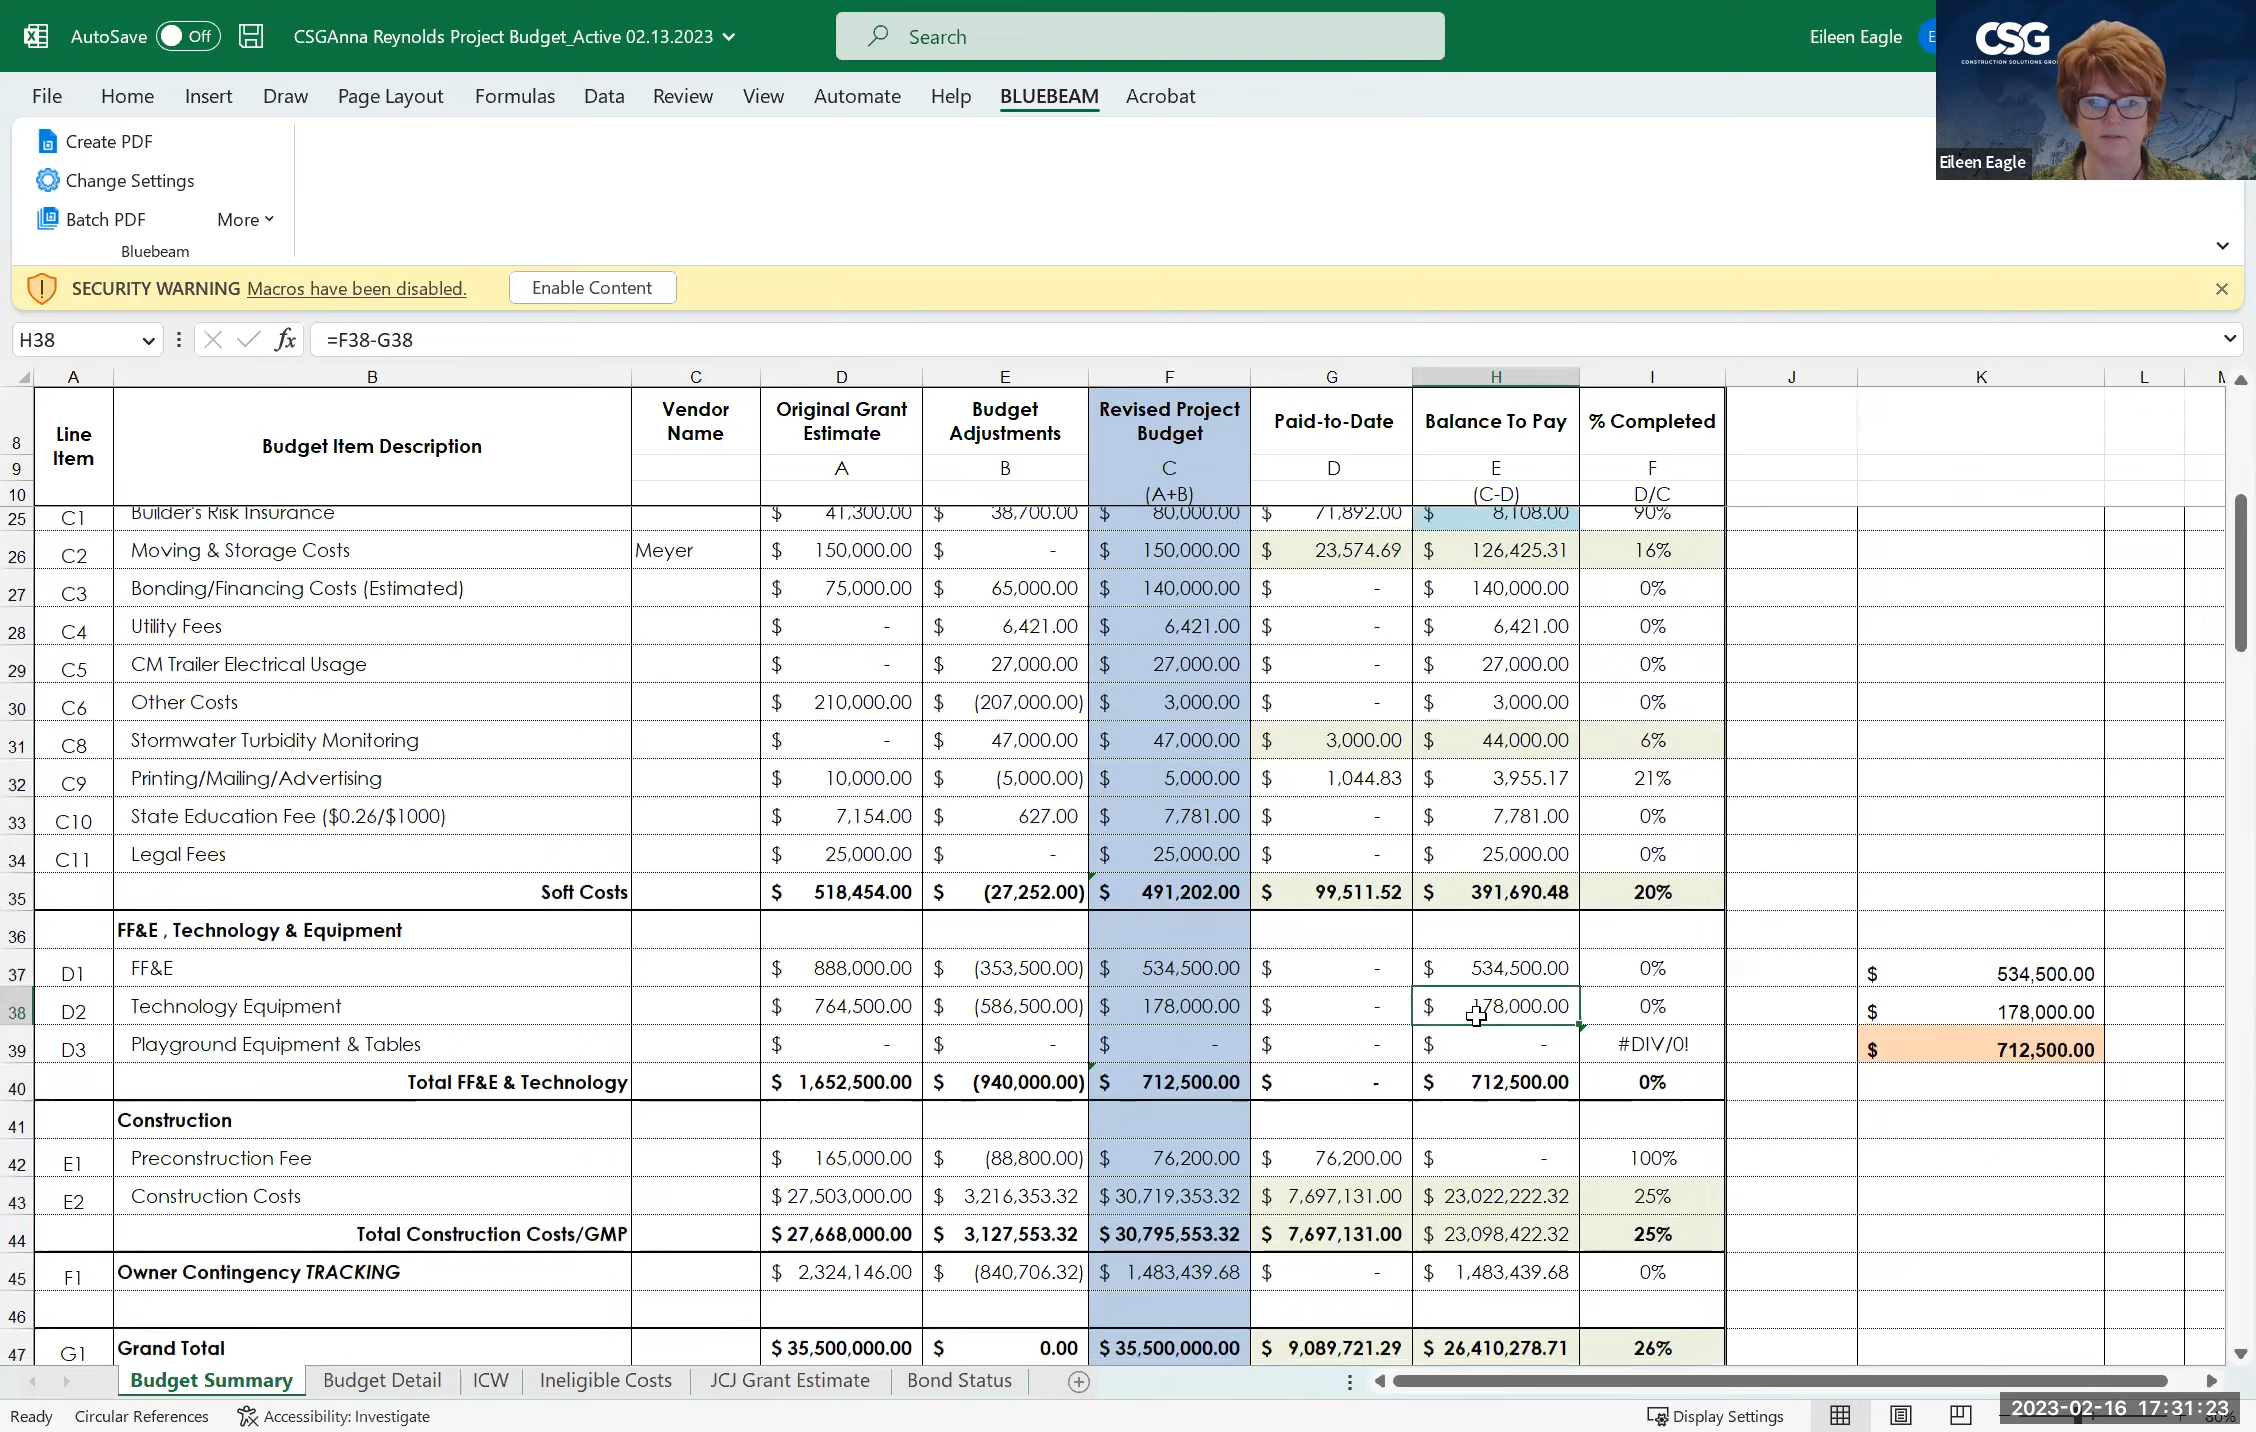 AutoSave Off CSGAnna Reynolds Project Budget_Active 02.13.2023 Search Eileen Eagle
CSG
CONSTRUCTION SOLUTIONS
Eileen Eagle
File Home Insert Draw Page Layout Formulas Data Review View Automate Help BLUEBEAM Acrobat
Create PDF
Change Settings
Batch PDF More
Bluebeam
SECURITY WARNING Macros have been disabled. Enable Content
H38 fx =F38-G38
A B C D E F G H I J K L
8 Line Item Budget Item Description Vendor Name Original Grant Estimate Budget Adjustments Revised Project Budget Paid-to-Date Balance To Pay % Completed
9 A B C D E F
10 (A+B) (C-D) D/C
25 C1 Builder's Risk Insurance $ 41,300.00 $ 38,700.00 $ 80,000.00 $ 71,892.00 $ 8,108.00 90%
26 C2 Moving & Storage Costs Meyer $ 150,000.00 $ - $ 150,000.00 $ 23,574.69 $ 126,425.31 16%
27 C3 Bonding/Financing Costs (Estimated) $ 75,000.00 $ 65,000.00 $ 140,000.00 $ - $ 140,000.00 0%
28 C4 Utility Fees $ - $ 6,421.00 $ 6,421.00 $ - $ 6,421.00 0%
29 C5 CM Trailer Electrical Usage $ - $ 27,000.00 $ 27,000.00 $ - $ 27,000.00 0%
30 C6 Other Costs $ 210,000.00 $ (207,000.00) $ 3,000.00 $ - $ 3,000.00 0%
31 C8 Stormwater Turbidity Monitoring $ - $ 47,000.00 $ 47,000.00 $ 3,000.00 $ 44,000.00 6%
32 C9 Printing/Mailing/Advertising $ 10,000.00 $ (5,000.00) $ 5,000.00 $ 1,044.83 $ 3,955.17 21%
33 C10 State Education Fee ($0.26/$1000) $ 7,154.00 $ 627.00 $ 7,781.00 $ - $ 7,781.00 0%
34 C11 Legal Fees $ 25,000.00 $ - $ 25,000.00 $ - $ 25,000.00 0%
35 Soft Costs $ 518,454.00 $ (27,252.00) $ 491,202.00 $ 99,511.52 $ 391,690.48 20%
36 FF&E , Technology & Equipment
37 D1 FF&E $ 888,000.00 $ (353,500.00) $ 534,500.00 $ - $ 534,500.00 0% $ 534,500.00
38 D2 Technology Equipment $ 764,500.00 $ (586,500.00) $ 178,000.00 $ - $ 178,000.00 0% $ 178,000.00
39 D3 Playground Equipment & Tables $ - $ - $ - $ - $ - #DIV/0! $ 712,500.00
40 Total FF&E & Technology $ 1,652,500.00 $ (940,000.00) $ 712,500.00 $ - $ 712,500.00 0%
41 Construction
42 E1 Preconstruction Fee $ 165,000.00 $ (88,800.00) $ 76,200.00 $ 76,200.00 $ - 100%
43 E2 Construction Costs $ 27,503,000.00 $ 3,216,353.32 $ 30,719,353.32 $ 7,697,131.00 $ 23,022,222.32 25%
44 Total Construction Costs/GMP $ 27,668,000.00 $ 3,127,553.32 $ 30,795,553.32 $ 7,697,131.00 $ 23,098,422.32 25%
45 F1 Owner Contingency TRACKING $ 2,324,146.00 $ (840,706.32) $ 1,483,439.68 $ - $ 1,483,439.68 0%
46
47 G1 Grand Total $ 35,500,000.00 $ 0.00 $ 35,500,000.00 $ 9,089,721.29 $ 26,410,278.71 26%
Budget Summary Budget Detail ICW Ineligible Costs JCJ Grant Estimate Bond Status
Ready Circular References Accessibility: Investigate Display Settings 2023-02-16 17:31:23